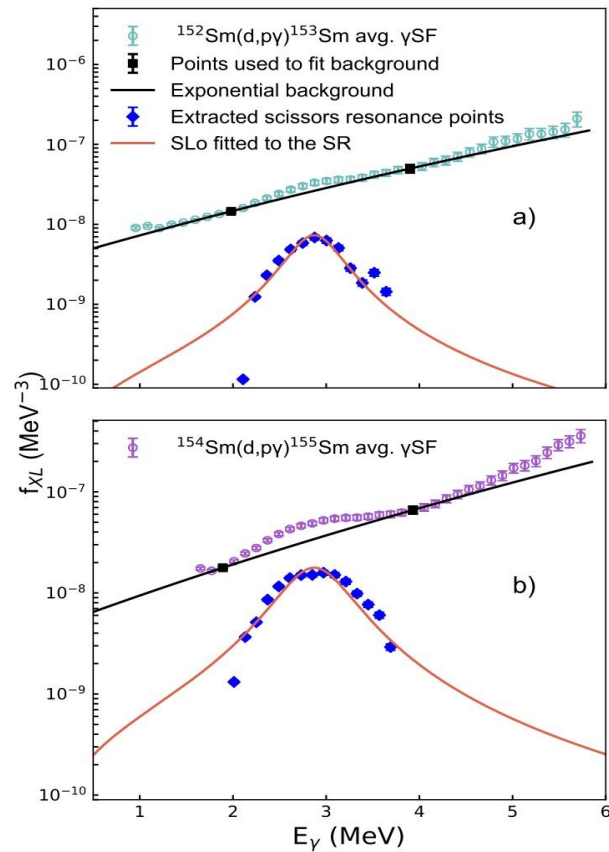 ¹⁵²Sm(d,pγ)¹⁵³Sm avg. γSF
Points used to fit background
Exponential background
Extracted scissors resonance points
SLo fitted to the SR
10⁻⁶
10⁻⁷
10⁻⁸
10⁻⁹
10⁻¹⁰
a)
f_XL (MeV⁻³)
¹⁵⁴Sm(d,pγ)¹⁵⁵Sm avg. γSF
10⁻⁷
10⁻⁸
10⁻⁹
10⁻¹⁰
b)
1 2 3 4 5 6
E_γ (MeV)